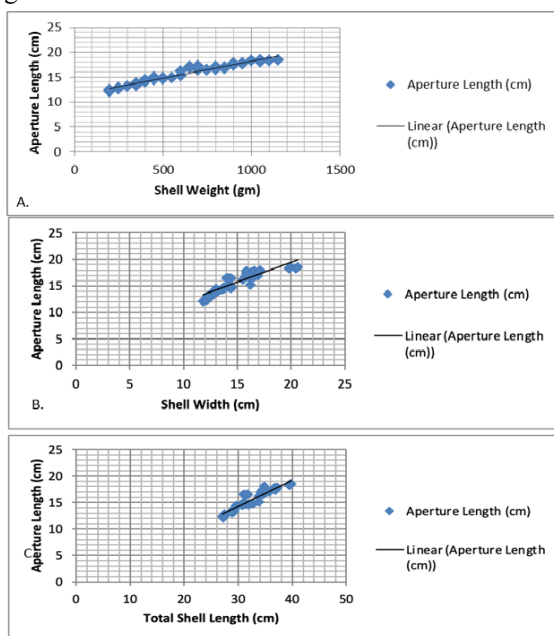 25
20
15
10
5
0
Aperture Length (cm)
0 500 1000 1500
Shell Weight (gm)
Aperture Length (cm)
Linear (Aperture Length
(cm))
A.
25
20
15
10
5
0
Aperture Length (cm)
0 5 10 15 20 25
Shell Width (cm)
Aperture Length (cm)
Linear (Aperture Length
(cm))
B.
25
20
15
10
5
0
Aperture Length (cm)
0 10 20 30 40 50
Total Shell Length (cm)
Aperture Length (cm)
Linear (Aperture Length
(cm))
C.